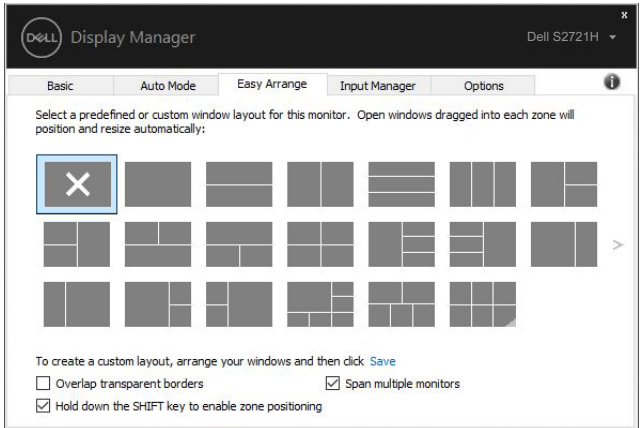 x
DELL Display Manager
Dell S2721H
Basic Auto Mode Easy Arrange Input Manager Options
i
Select a predefined or custom window layout for this monitor. Open windows dragged into each zone will
position and resize automatically:
>
To create a custom layout, arrange your windows and then click Save
Overlap transparent borders Span multiple monitors
Hold down the SHIFT key to enable zone positioning